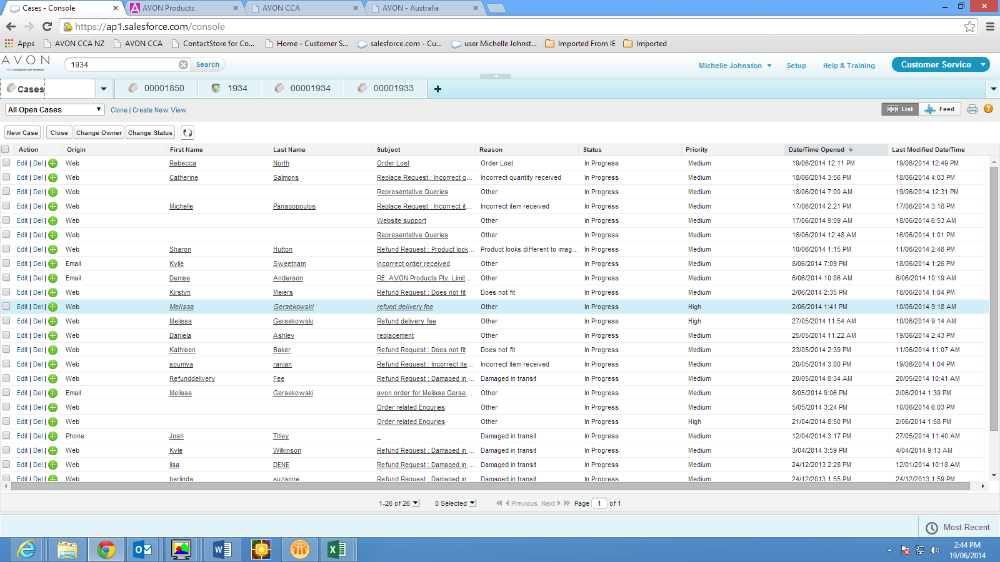 Cases - Console
AVON Products
AVON CCA
AVON - Australia
https://ap1.salesforce.com/console
Apps
AVON CCA NZ
AVON CCA
ContactStore for Co...
Home - Customer S...
salesforce.com - Cu...
user Michelle Johnst...
Imported From IE
Imported
AVON
the company for women
1934
Search
Michelle Johnston
Setup
Help & Training
Customer Service
Cases
00001850
1934
00001934
00001933
All Open Cases
Clone | Create New View
List
Feed
New Case
Close
Change Owner
Change Status
Action Origin First Name Last Name Subject Reason Status Priority Date/Time Opened Last Modified Date/Time
Edit | Del | Web Rebecca North Order Lost Order Lost In Progress Medium 19/06/2014 12:11 PM 19/06/2014 12:49 PM
Edit | Del | Web Catherine Salmons Replace Request : Incorrect q... Incorrect quantity received In Progress Medium 18/06/2014 3:56 PM 18/06/2014 4:03 PM
Edit | Del | Web Representative Queries Other In Progress Medium 18/06/2014 7:00 AM 19/06/2014 12:31 PM
Edit | Del | Web Michelle Panagopoulos Replace Request : Incorrect it... Incorrect item received In Progress Medium 17/06/2014 2:21 PM 17/06/2014 3:18 PM
Edit | Del | Web Website support Other In Progress Medium 17/06/2014 9:09 AM 18/06/2014 6:53 AM
Edit | Del | Web Representative Queries Other In Progress Medium 16/06/2014 12:48 AM 16/06/2014 1:01 PM
Edit | Del | Web Sharon Hutton Refund Request : Product look... Product looks different to imag... In Progress Medium 10/06/2014 1:15 PM 11/06/2014 2:48 PM
Edit | Del | Email Kylie Sweetnam Incorrect order received Other In Progress Medium 8/06/2014 7:09 PM 18/06/2014 1:26 PM
Edit | Del | Email Denise Anderson RE: AVON Products Pty. Limit... Other In Progress Medium 6/06/2014 10:06 AM 6/06/2014 10:19 AM
Edit | Del | Web Kirstyn Meiers Refund Request : Does not fit Does not fit In Progress Medium 2/06/2014 2:35 PM 18/06/2014 1:04 PM
Edit | Del | Web Melissa Gersekowski refund delivery fee Other In Progress High 2/06/2014 1:41 PM 10/06/2014 9:18 AM
Edit | Del | Web Melissa Gersekowski Refund delivery fee Other In Progress High 27/05/2014 11:54 AM 10/06/2014 9:14 AM
Edit | Del | Web Daniela Ashley replacement Other In Progress Medium 25/05/2014 11:22 AM 19/06/2014 2:43 PM
Edit | Del | Web Kathleen Baker Refund Request : Does not fit Does not fit In Progress Medium 23/05/2014 2:39 PM 11/06/2014 11:07 AM
Edit | Del | Web soumya ranjan Refund Request : Incorrect ite... Incorrect item received In Progress Medium 20/05/2014 3:00 PM 19/06/2014 1:04 PM
Edit | Del | Web Refunddelivery Fee Refund Request : Damaged in ... Damaged in transit In Progress Medium 20/05/2014 8:34 AM 20/05/2014 10:41 AM
Edit | Del | Email Melissa Gersekowski avon order for Melissa Gerse... Other In Progress Medium 8/05/2014 9:06 PM 2/06/2014 1:39 PM
Edit | Del | Web Order related Enquries Other In Progress Medium 5/05/2014 3:24 PM 10/06/2014 6:03 PM
Edit | Del | Web Order related Enquries Other In Progress High 21/04/2014 8:50 PM 2/06/2014 1:58 PM
Edit | Del | Phone Josh Titley _ Damaged in transit In Progress Medium 12/04/2014 3:17 PM 27/05/2014 11:40 AM
Edit | Del | Web Kyle Wilkinson Refund Request : Damaged in ... Damaged in transit In Progress Medium 3/04/2014 3:59 PM 4/04/2014 9:13 AM
Edit | Del | Web lisa DENE Refund Request : Damaged in ... Damaged in transit In Progress Medium 24/12/2013 2:28 PM 12/01/2014 10:18 AM
Edit | Del | Web berlinda suzanne Refund Request : Damaged in ... Damaged in transit In Progress Medium 24/12/2013 1:55 PM 24/12/2013 1:59 PM
1-26 of 26
0 Selected
Previous Next Page 1 of 1
Most Recent
2:44 PM
19/06/2014